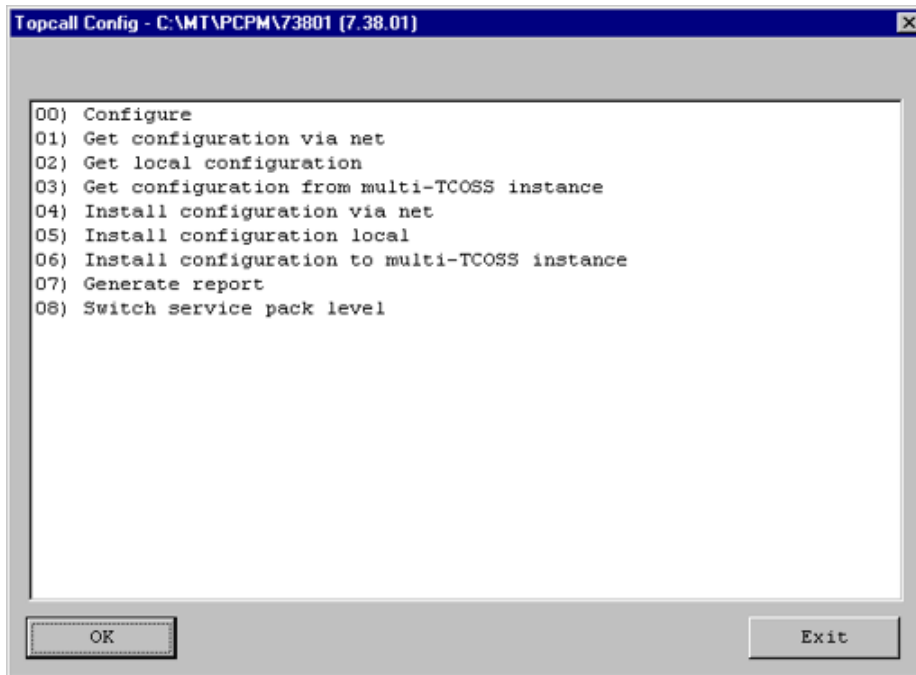 Topcall Config - C:\MT\PCPM\73801 (7.38.01)
00) Configure
01) Get configuration via net
02) Get local configuration
03) Get configuration from multi-TCOSS instance
04) Install configuration via net
05) Install configuration local
06) Install configuration to multi-TCOSS instance
07) Generate report
08) Switch service pack level
OK
Exit